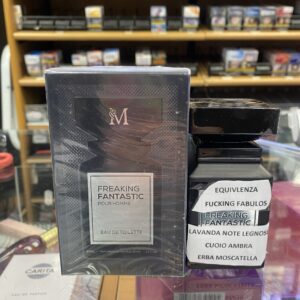 M
FREAKING
FANTASTIC
POUR HOMME
EAU DE TOILETTE
EQUIVLENZA
FUCKING FABULOS
FREAKING
FANTASTIC
LAVANDA NOTE LEGNOSE
CUOIO AMBRA
ERBA MOSCATELLA
CARITA